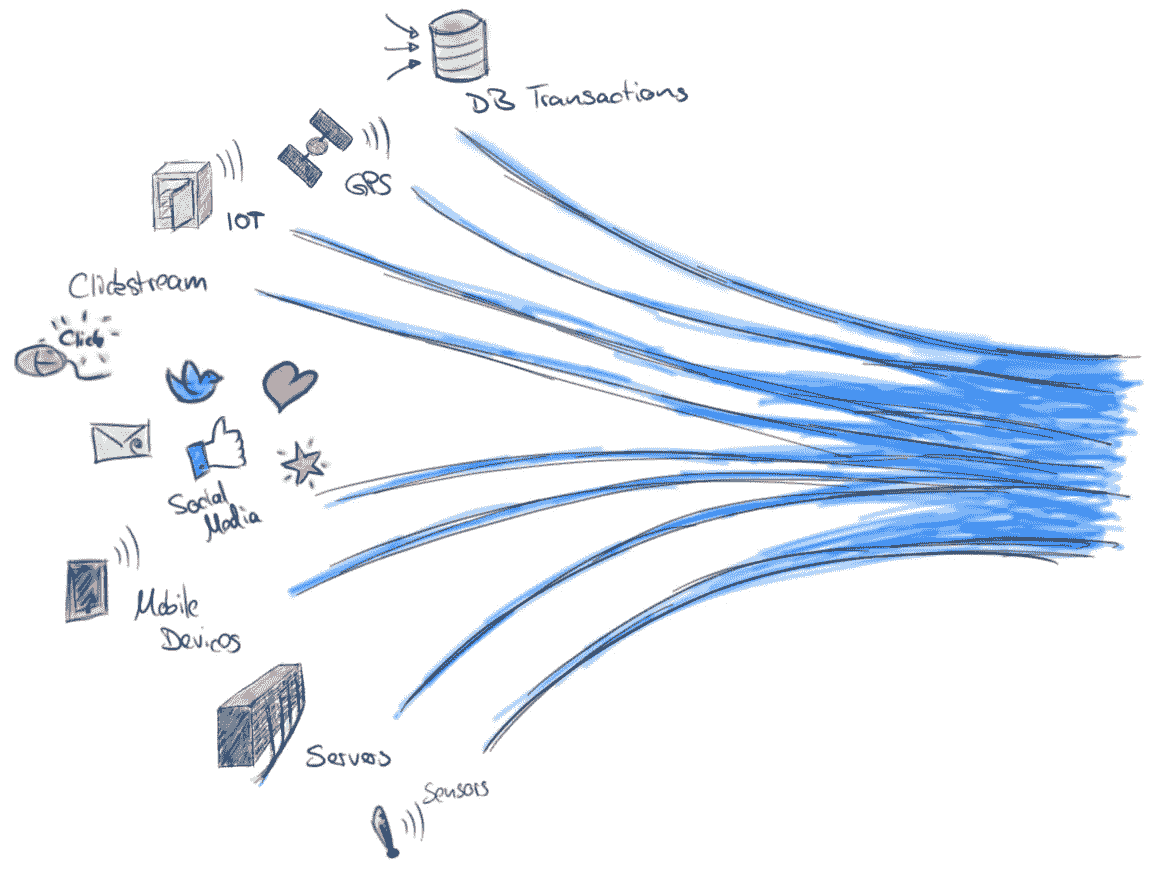 DB Transactions
GPS
IOT
Clickstream
Click
Social
Media
Mobile
Devices
Servers
Sensors